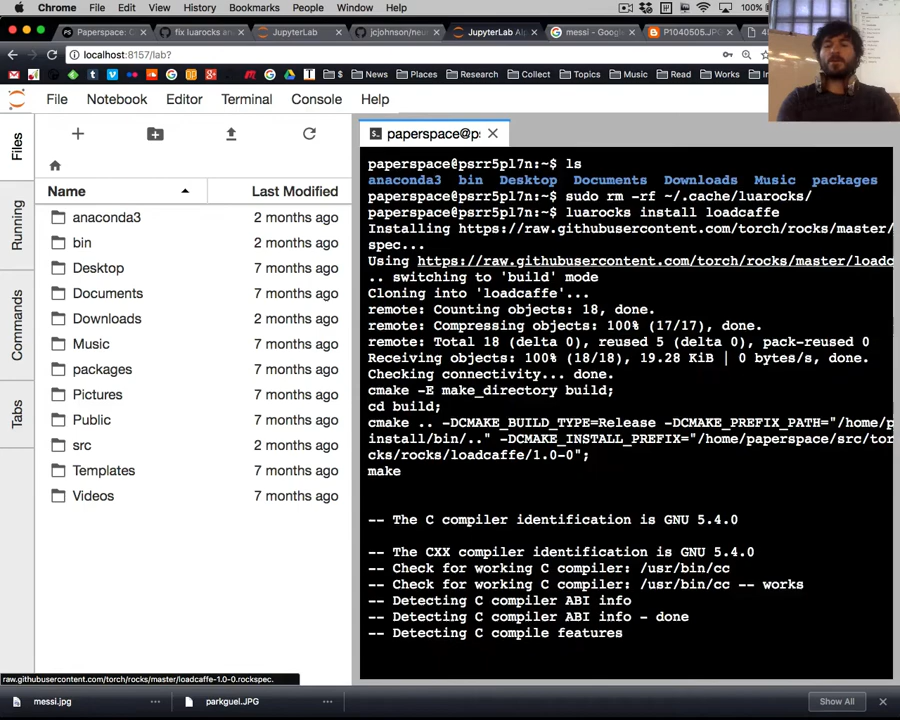 Chrome File Edit View History Bookmarks People Window Help 100%
Paperspace: C fix luarocks ar JupyterLab jcjohnson/neu JupyterLab Al messi - Google P1040505.JPG
localhost:8157/lab?
$ News Places Research Collect Topics Music Read Works
File Notebook Editor Terminal Console Help
Files
Running
Commands
Tabs
Name Last Modified
anaconda3 2 months ago
bin 2 months ago
Desktop 7 months ago
Documents 7 months ago
Downloads 2 months ago
Music 7 months ago
packages 7 months ago
Pictures 7 months ago
Public 7 months ago
src 2 months ago
Templates 7 months ago
Videos 7 months ago
paperspace@ps
paperspace@psrr5pl7n:~$ ls
anaconda3 bin Desktop Documents Downloads Music packages
paperspace@psrr5pl7n:~$ sudo rm -rf ~/.cache/luarocks/
paperspace@psrr5pl7n:~$ luarocks install loadcaffe
Installing https://raw.githubusercontent.com/torch/rocks/master/
spec...
Using https://raw.githubusercontent.com/torch/rocks/master/loadc
.. switching to 'build' mode
Cloning into 'loadcaffe'...
remote: Counting objects: 18, done.
remote: Compressing objects: 100% (17/17), done.
remote: Total 18 (delta 0), reused 5 (delta 0), pack-reused 0
Receiving objects: 100% (18/18), 19.28 KiB | 0 bytes/s, done.
Checking connectivity... done.
cmake -E make_directory build;
cd build;
cmake .. -DCMAKE_BUILD_TYPE=Release -DCMAKE_PREFIX_PATH="/home/p
install/bin/.." -DCMAKE_INSTALL_PREFIX="/home/paperspace/src/tor
cks/rocks/loadcaffe/1.0-0";
make
-- The C compiler identification is GNU 5.4.0
-- The CXX compiler identification is GNU 5.4.0
-- Check for working C compiler: /usr/bin/cc
-- Check for working C compiler: /usr/bin/cc -- works
-- Detecting C compiler ABI info
-- Detecting C compiler ABI info - done
-- Detecting C compile features
raw.githubusercontent.com/torch/rocks/master/loadcaffe-1.0-0.rockspec.
messi.jpg parkguel.JPG Show All